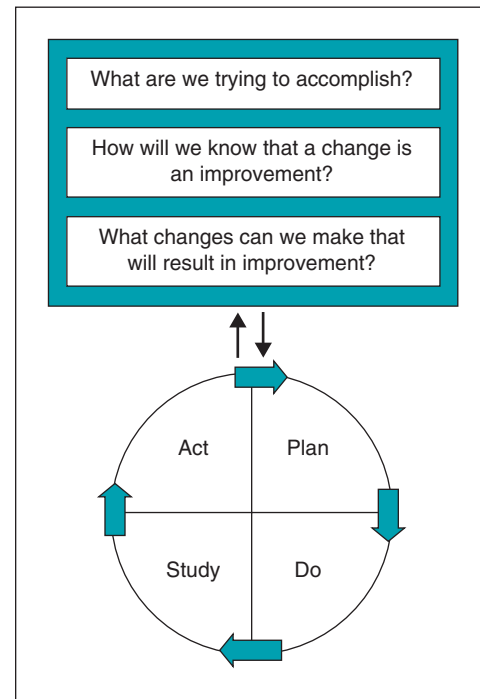 What are we trying to accomplish?
How will we know that a change is
an improvement?
What changes can we make that
will result in improvement?
Act
Plan
Study
Do